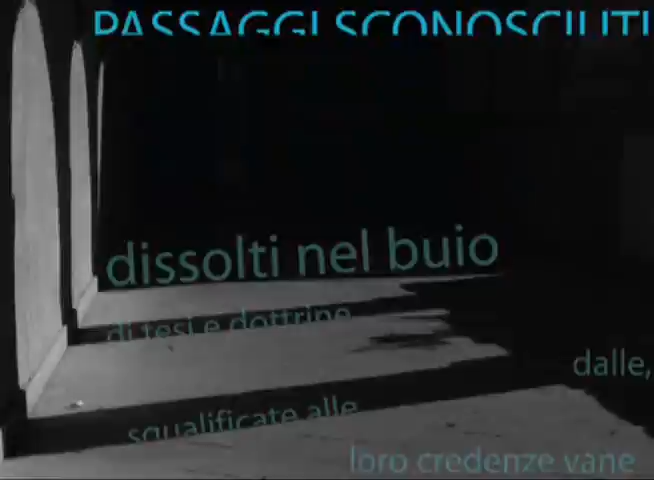 PASSAGGI SCONOSCIUTI
dissolti nel buio
di tesi e dottrine
dalle,
squalificate alle
loro credenze vane